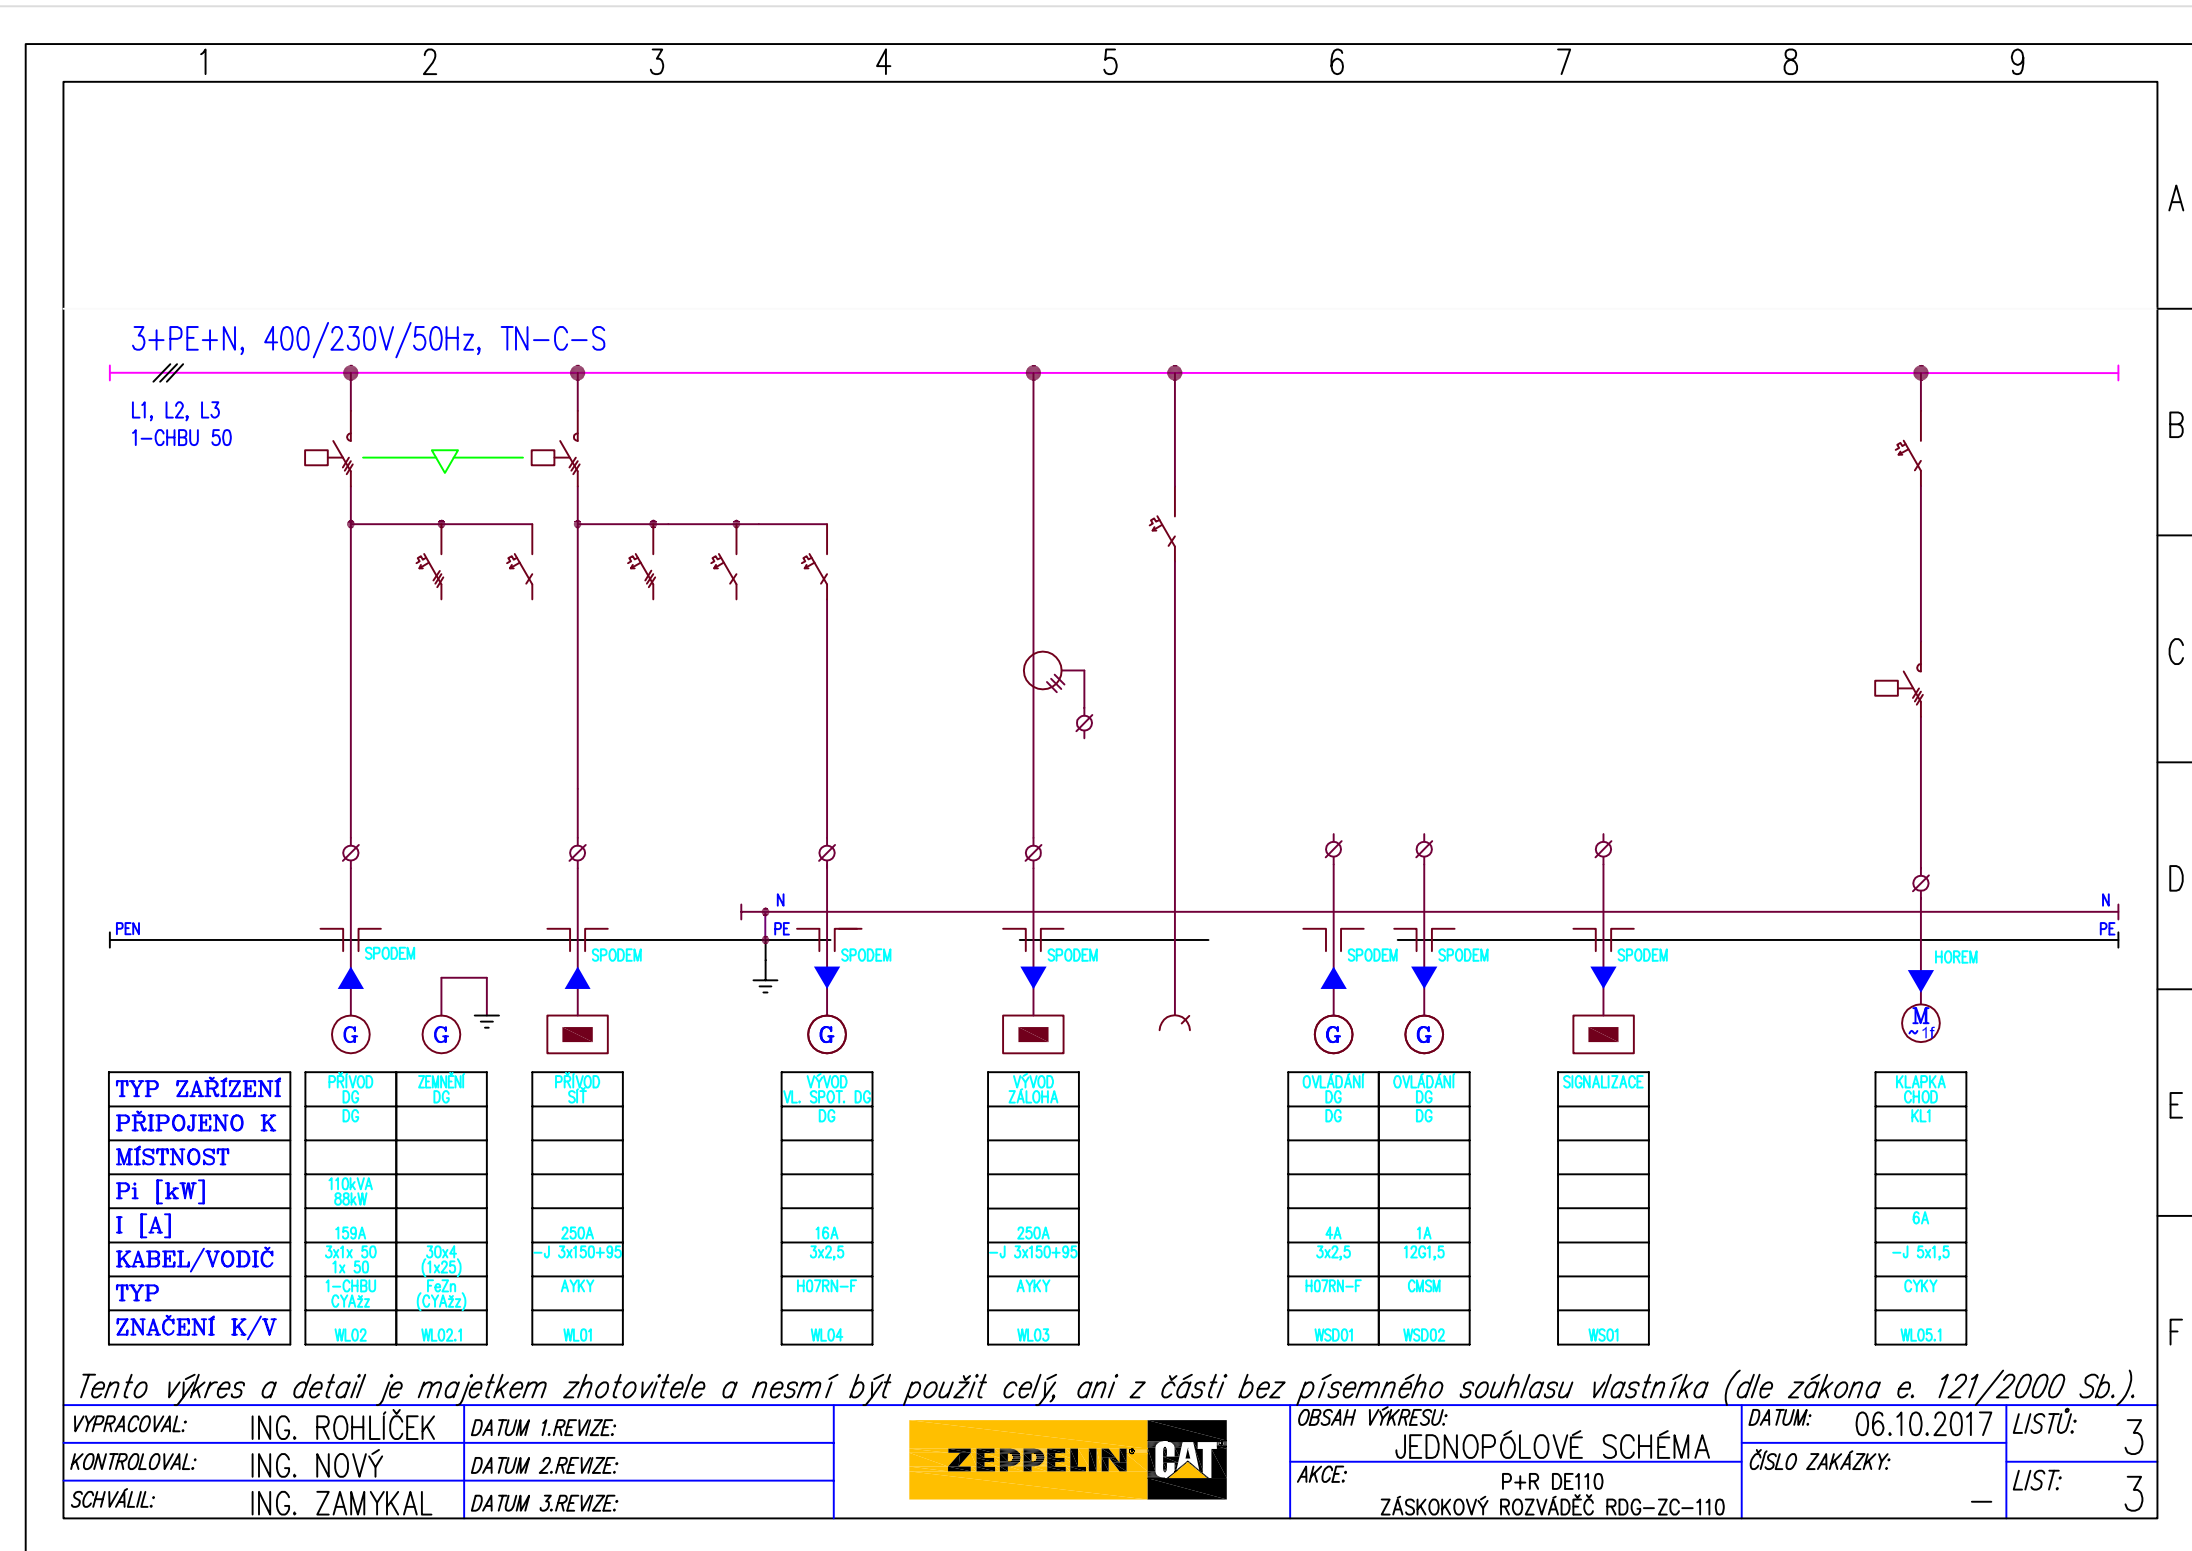 1 2 3 4 5 6 7 8 9
A
3+PE+N, 400/230V/50Hz, TN-C-S
L1, L2, L3
1-CHBU 50
B
C
D
N N
PEN PE PE
SPODEM SPODEM SPODEM SPODEM SPODEM SPODEM SPODEM HOREM
G G G G G M
~1f
E
TYP ZAŘÍZENÍ PŘÍVOD ZEMNĚNÍ PŘÍVOD VÝVOD VÝVOD OVLÁDÁNÍ OVLÁDÁNÍ SIGNALIZACE KLAPKA
DG DG SÍŤ VL. SPOT. DG ZÁLOHA DG DG CHOD
PŘIPOJENO K DG DG DG DG KL1
MÍSTNOST
Pi [kW] 110kVA
88kW
I [A] 159A 250A 16A 250A 4A 1A 6A
KABEL/VODIČ 3x1x 50 30x4 -J 3x150+95 3x2,5 -J 3x150+95 3x2,5 12G1,5 -J 5x1,5
1x 50 (1x25)
TYP 1-CHBU FeZn AYKY H07RN-F AYKY H07RN-F CMSM CYKY
CYAžz (CYAžz)
ZNAČENÍ K/V WL02 WL02.1 WL01 WL04 WL03 WSD01 WSD02 WS01 WL05.1
F
Tento výkres a detail je majetkem zhotovitele a nesmí být použit celý, ani z části bez písemného souhlasu vlastníka (dle zákona e. 121/2000 Sb.).
VYPRACOVAL: ING. ROHLÍČEK
KONTROLOVAL: ING. NOVÝ
SCHVÁLIL: ING. ZAMYKAL
DATUM 1.REVIZE:
DATUM 2.REVIZE:
DATUM 3.REVIZE:
ZEPPELIN CAT
OBSAH VÝKRESU:
JEDNOPÓLOVÉ SCHÉMA
AKCE: P+R DE110
ZÁSKOKOVÝ ROZVÁDĚČ RDG-ZC-110
DATUM: 06.10.2017
ČÍSLO ZAKÁZKY:
–
LISTŮ: 3
LIST: 3